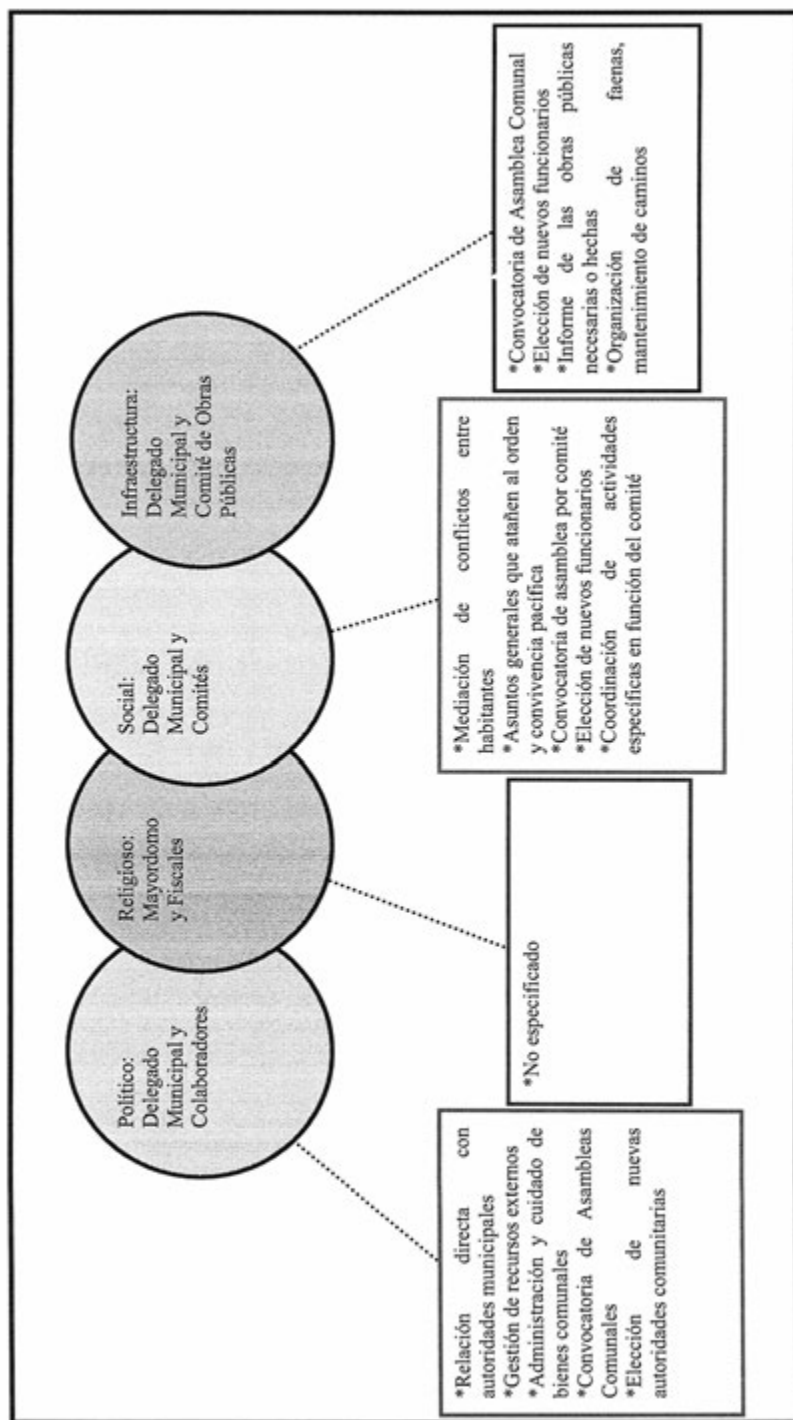 Político:
Delegado
Municipal y
Colaboradores
Religioso:
Mayordomo
y Fiscales
Social:
Delegado
Municipal y
Comités
Infraestructura:
Delegado
Municipal y
Comité de Obras
Públicas
*Relación directa con
autoridades municipales
*Gestión de recursos externos
*Administración y cuidado de
bienes comunales
*Convocatoria de Asambleas
Comunales
*Elección de nuevas
autoridades comunitarias
*No especificado
*Mediación de conflictos entre
habitantes
*Asuntos generales que atañen al orden
y convivencia pacífica
*Convocatoria de asamblea por comité
*Elección de nuevos funcionarios
*Coordinación de actividades
específicas en función del comité
*Convocatoria de Asamblea Comunal
*Elección de nuevos funcionarios
*Informe de las obras públicas
necesarias o hechas
*Organización de faenas,
mantenimiento de caminos